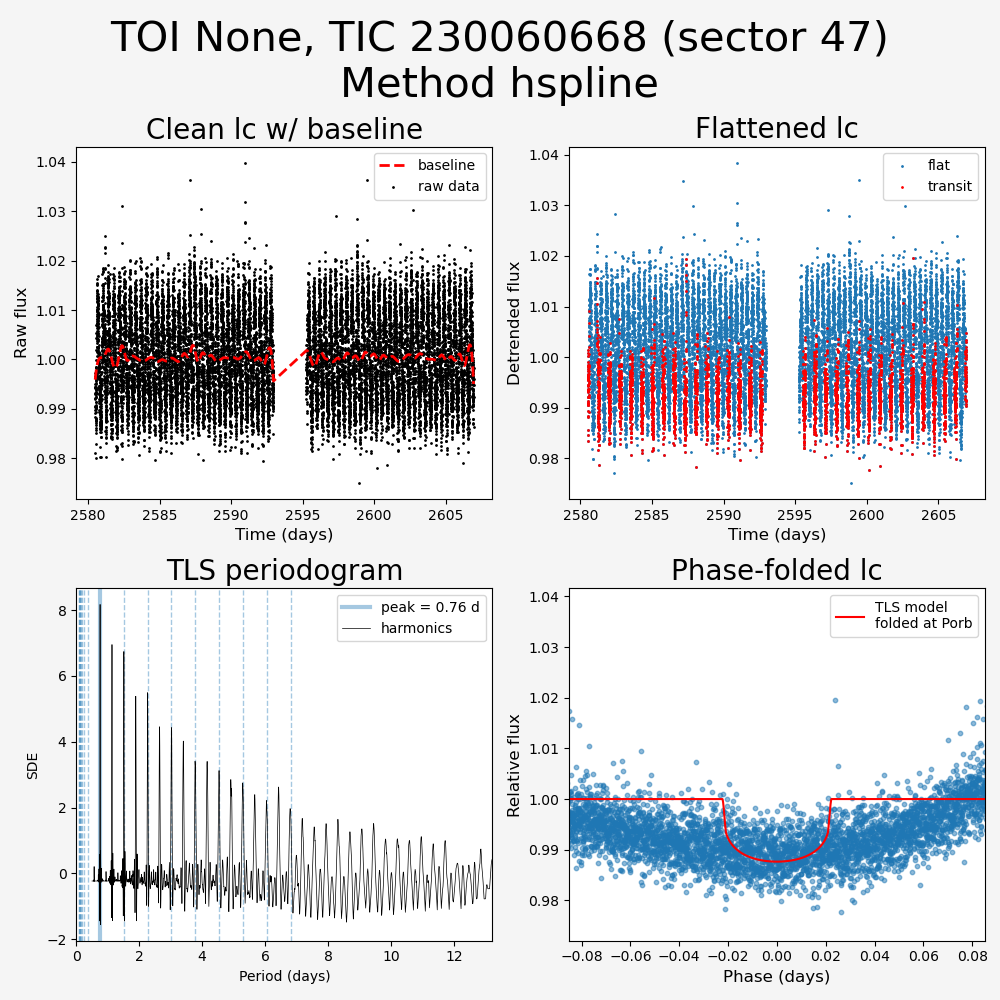 TOI None, TIC 230060668 (sector 47)
Method hspline
Clean lc w/ baseline
Flattened lc
1.04
1.03
1.02
1.01
1.00
0.99
0.98
Raw flux
baseline
raw data
2580
2585
2590
2595
2600
2605
Time (days)
1.04
1.03
1.02
1.01
1.00
0.99
0.98
Detrended flux
flat
transit
2580
2585
2590
2595
2600
2605
Time (days)
TLS periodogram
Phase-folded lc
8
6
4
2
0
−2
SDE
peak = 0.76 d
harmonics
0
2
4
6
8
10
12
Period (days)
1.04
1.03
1.02
1.01
1.00
0.99
0.98
Relative flux
TLS model
folded at Porb
−0.08
−0.06
−0.04
−0.02
0.00
0.02
0.04
0.06
0.08
Phase (days)